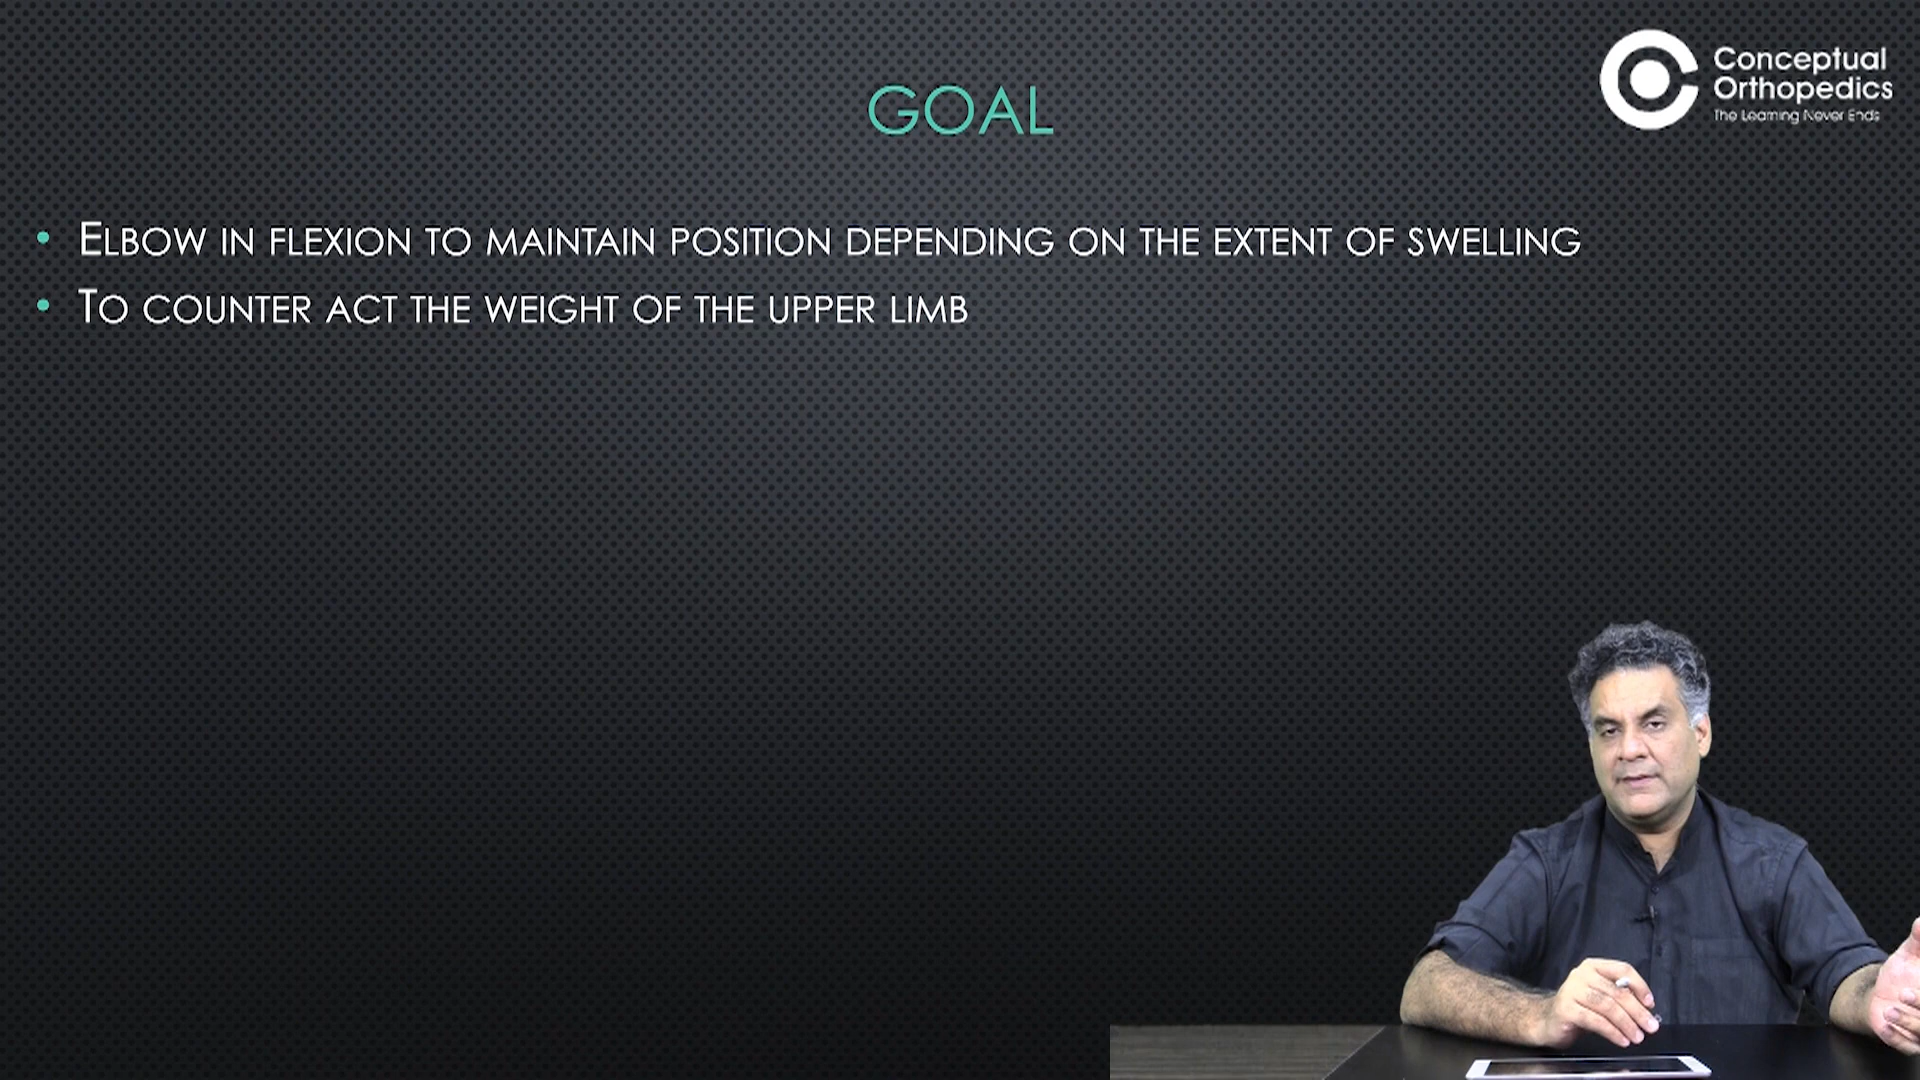 GOAL
Conceptual
Orthopedics
The Learning Never Ends
• ELBOW IN FLEXION TO MAINTAIN POSITION DEPENDING ON THE EXTENT OF SWELLING
• TO COUNTER ACT THE WEIGHT OF THE UPPER LIMB